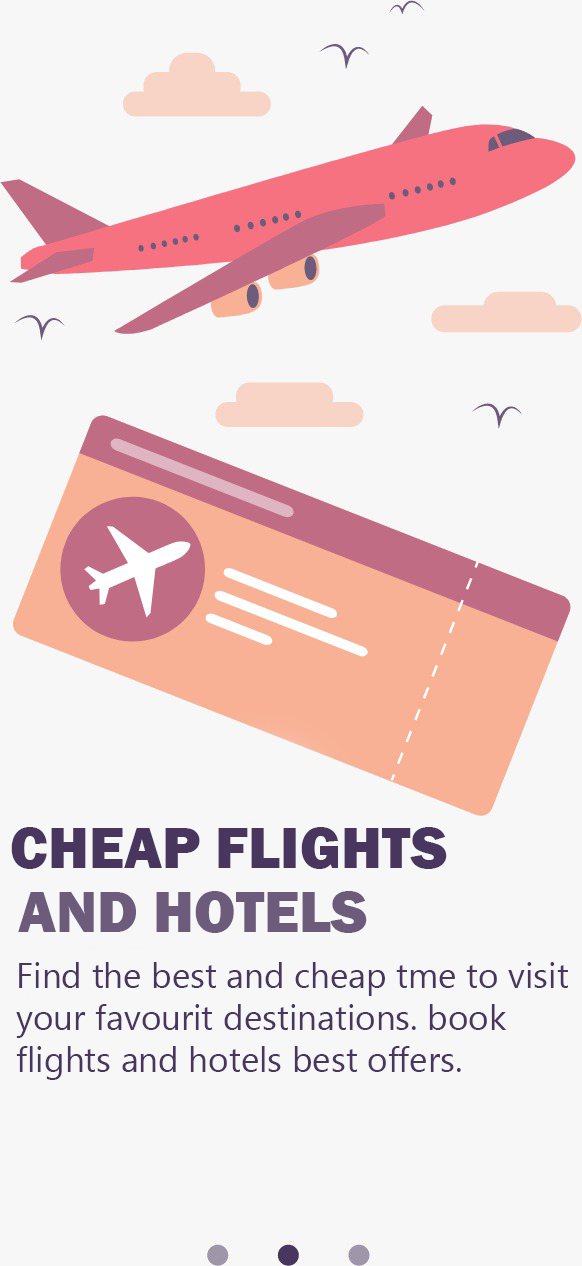 CHEAP FLIGHTS
AND HOTELS
Find the best and cheap tme to visit
your favourit destinations. book
flights and hotels best offers.